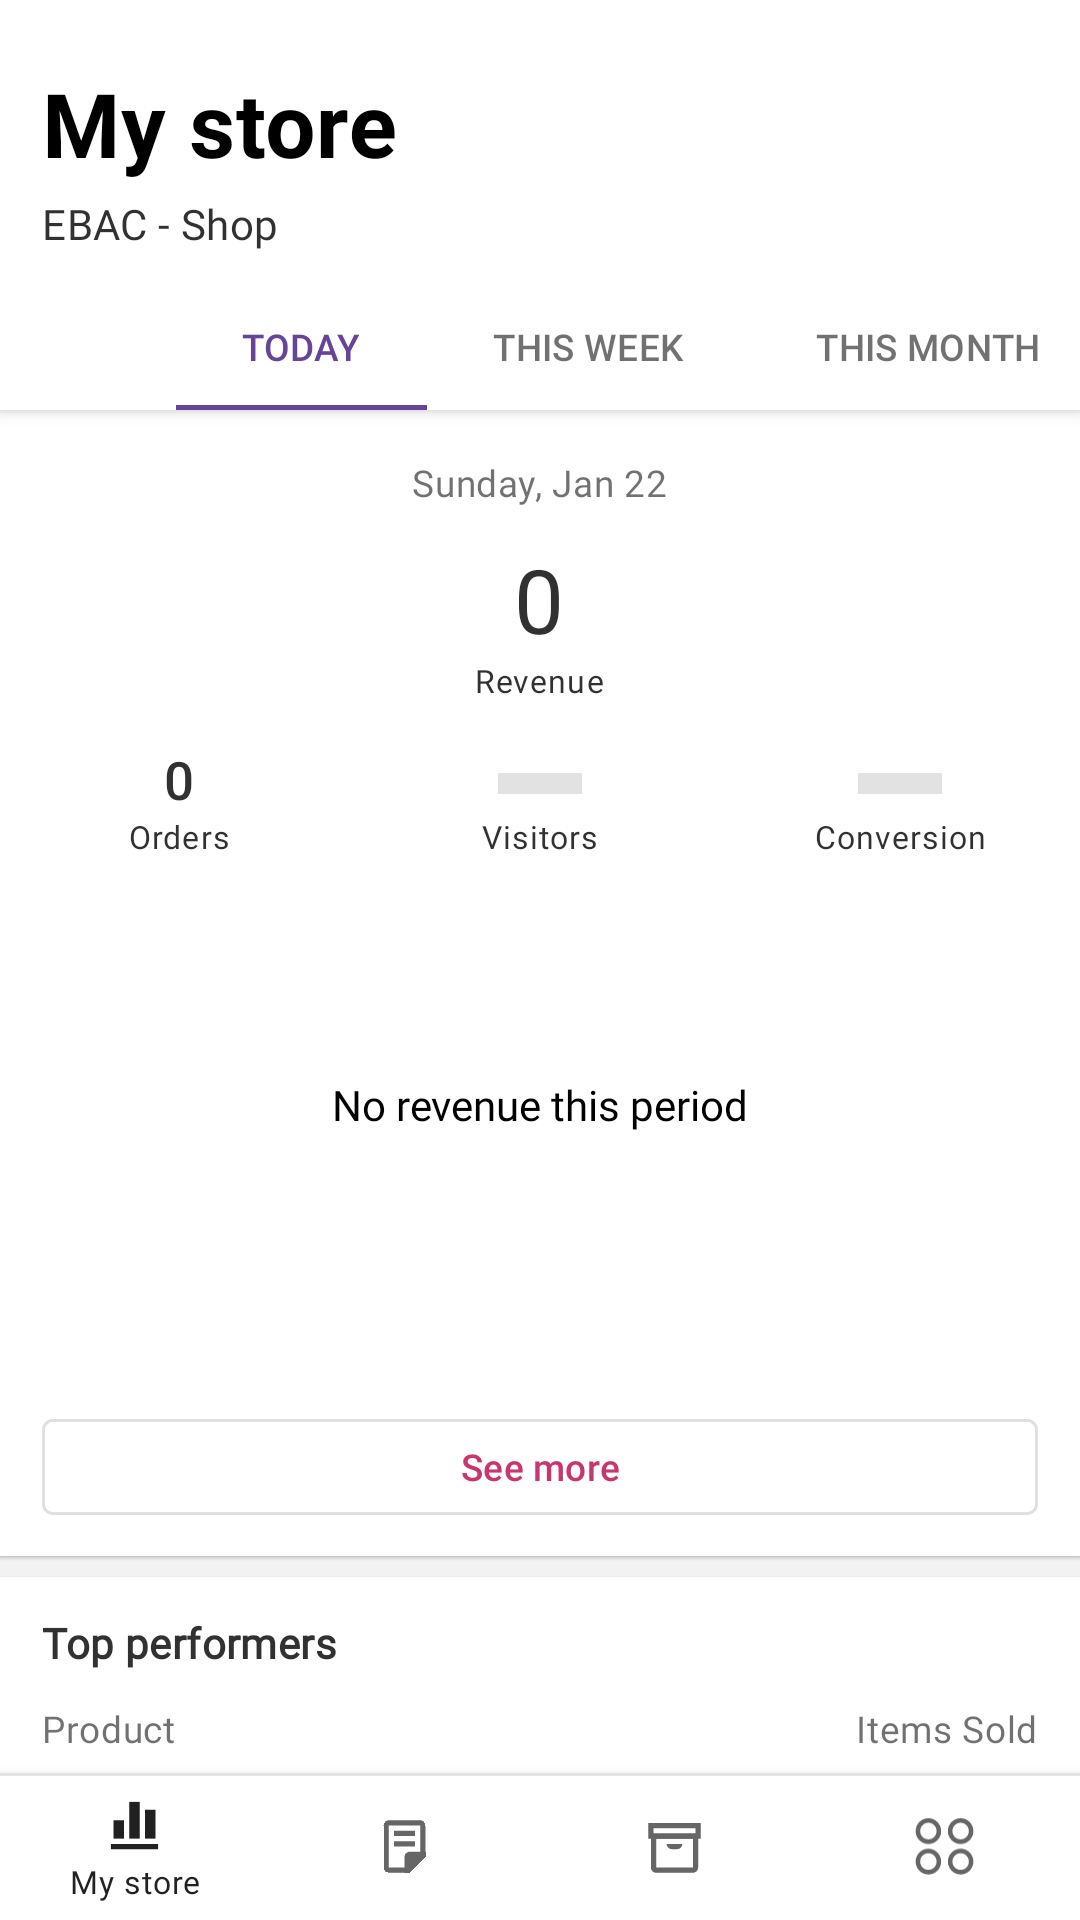 My store
EBAC - Shop
TODAY THIS WEEK THIS MONTH
Sunday, Jan 22
0
Revenue
0
Orders Visitors Conversion
No revenue this period
See more
Top performers
Product Items Sold
My store